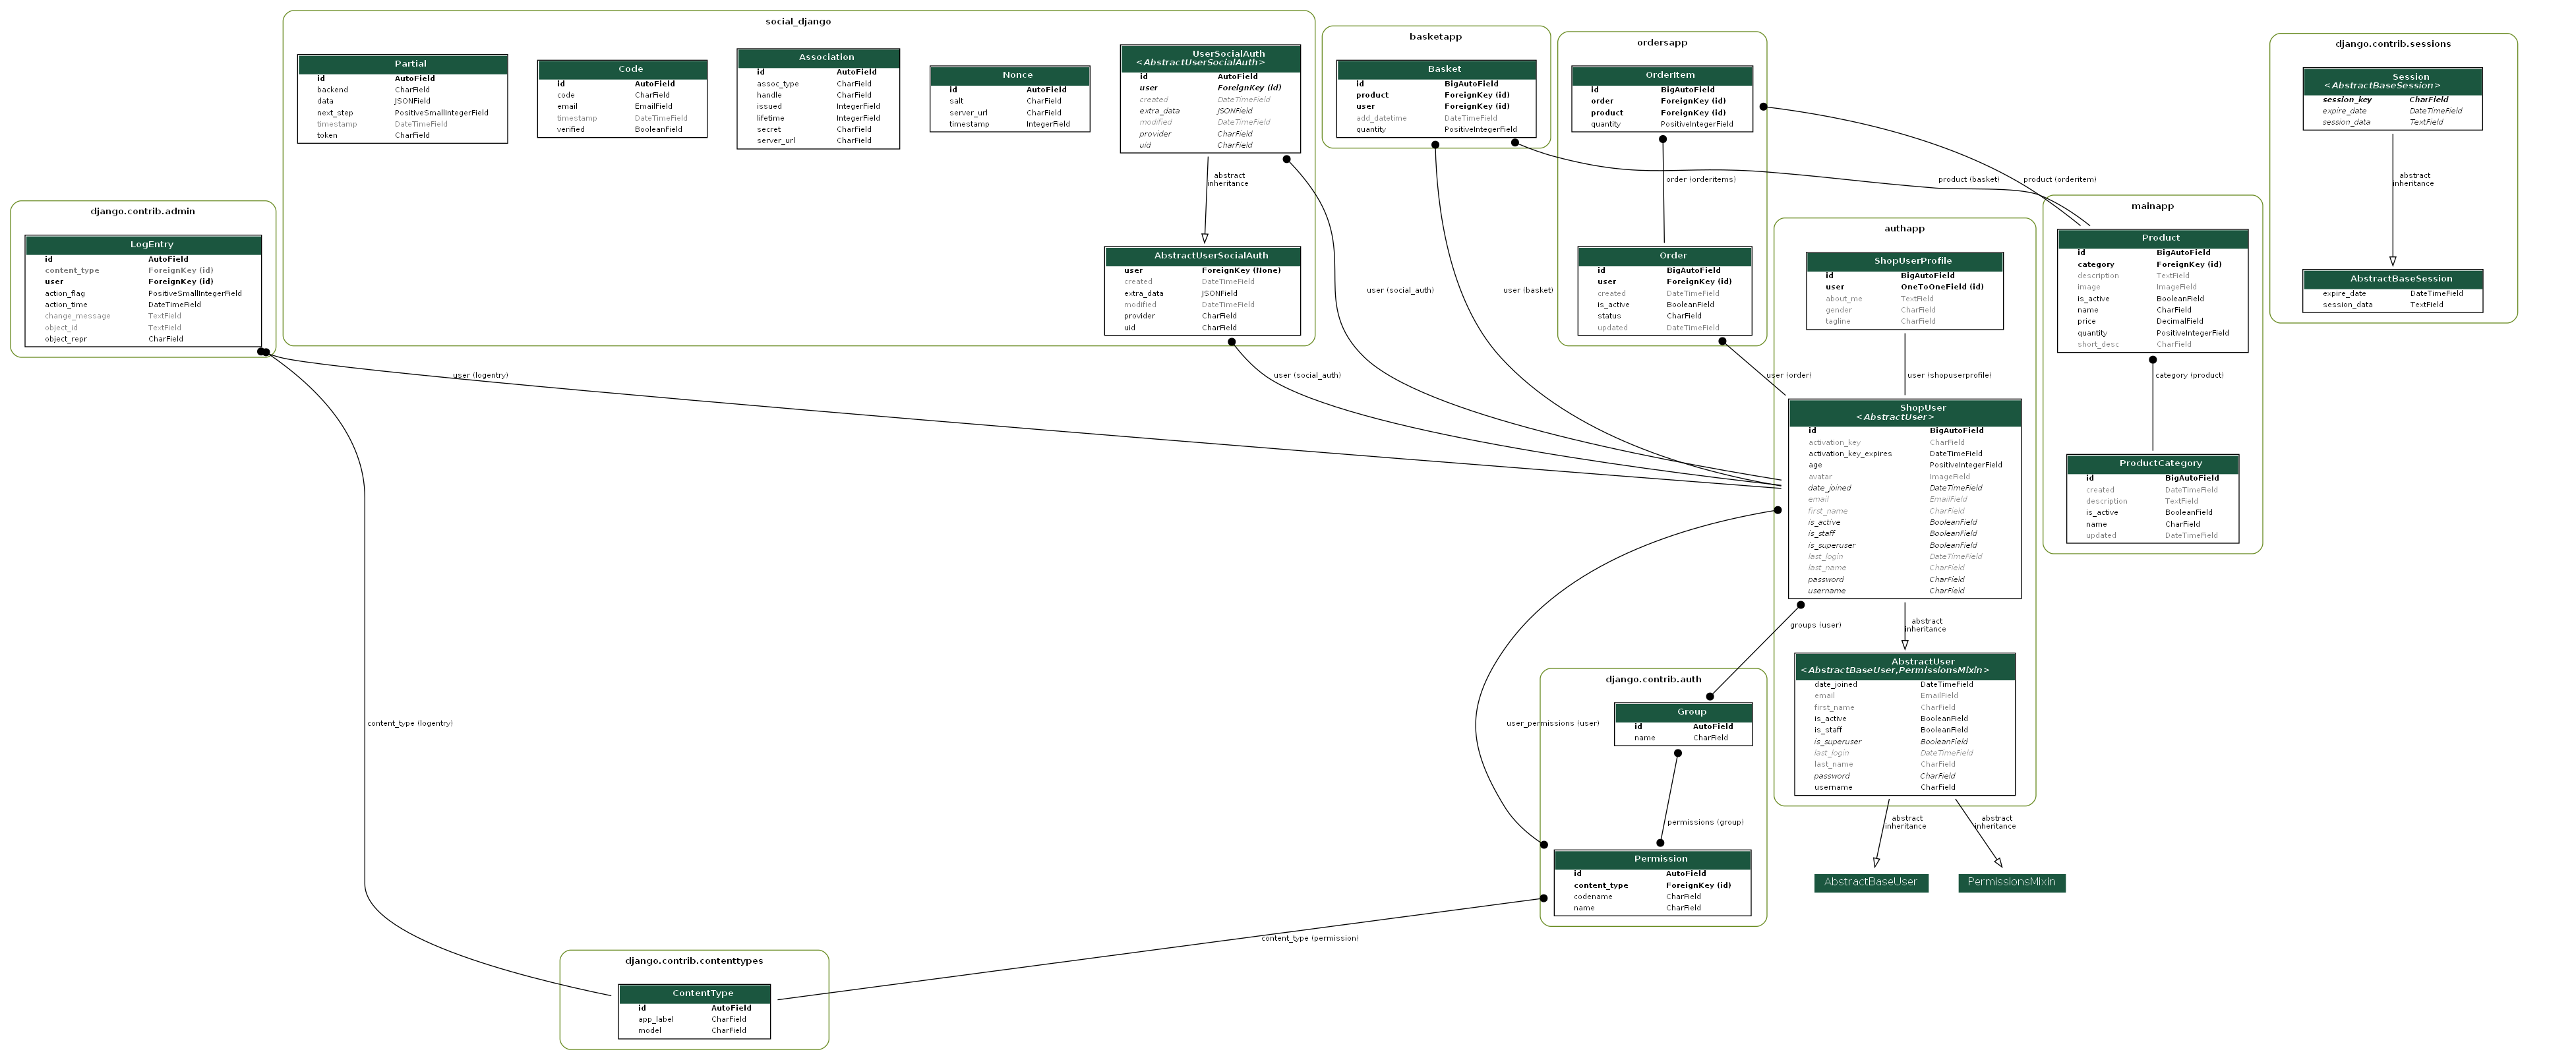 social_django
Partial
id AutoField
backend CharField
data JSONField
next_step PositiveSmallIntegerField
timestamp DateTimeField
token CharField
Code
id AutoField
code CharField
email EmailField
timestamp DateTimeField
verified BooleanField
Association
id AutoField
assoc_type CharField
handle CharField
issued IntegerField
lifetime IntegerField
secret CharField
server_url CharField
Nonce
id AutoField
salt CharField
server_url CharField
timestamp IntegerField
UserSocialAuth
<AbstractUserSocialAuth>
id AutoField
user ForeignKey (id)
created DateTimeField
extra_data JSONField
modified DateTimeField
provider CharField
uid CharField
abstract
inheritance
AbstractUserSocialAuth
user ForeignKey (None)
created DateTimeField
extra_data JSONField
modified DateTimeField
provider CharField
uid CharField
basketapp
Basket
id BigAutoField
product ForeignKey (id)
user ForeignKey (id)
add_datetime DateTimeField
quantity PositiveIntegerField
ordersapp
OrderItem
id BigAutoField
order ForeignKey (id)
product ForeignKey (id)
quantity PositiveIntegerField
order (orderitems)
Order
id BigAutoField
user ForeignKey (id)
created DateTimeField
is_active BooleanField
status CharField
updated DateTimeField
product (basket)
product (orderitem)
django.contrib.sessions
Session
<AbstractBaseSession>
session_key CharField
expire_date DateTimeField
session_data TextField
abstract
inheritance
AbstractBaseSession
expire_date DateTimeField
session_data TextField
mainapp
Product
id BigAutoField
category ForeignKey (id)
description TextField
image ImageField
is_active BooleanField
name CharField
price DecimalField
quantity PositiveIntegerField
short_desc CharField
category (product)
ProductCategory
id BigAutoField
created DateTimeField
description TextField
is_active BooleanField
name CharField
updated DateTimeField
django.contrib.admin
LogEntry
id AutoField
content_type ForeignKey (id)
user ForeignKey (id)
action_flag PositiveSmallIntegerField
action_time DateTimeField
change_message TextField
object_id TextField
object_repr CharField
user (logentry)
user (social_auth)
user (social_auth)
user (basket)
user (order)
authapp
ShopUserProfile
id BigAutoField
user OneToOneField (id)
about_me TextField
gender CharField
tagline CharField
user (shopuserprofile)
ShopUser
<AbstractUser>
id BigAutoField
activation_key CharField
activation_key_expires DateTimeField
age PositiveIntegerField
avatar ImageField
date_joined DateTimeField
email EmailField
first_name CharField
is_active BooleanField
is_staff BooleanField
is_superuser BooleanField
last_login DateTimeField
last_name CharField
password CharField
username CharField
groups (user)
abstract
inheritance
AbstractUser
<AbstractBaseUser,PermissionsMixin>
date_joined DateTimeField
email EmailField
first_name CharField
is_active BooleanField
is_staff BooleanField
is_superuser BooleanField
last_login DateTimeField
last_name CharField
password CharField
username CharField
abstract
inheritance
abstract
inheritance
AbstractBaseUser
PermissionsMixin
django.contrib.auth
Group
id AutoField
name CharField
user_permissions (user)
permissions (group)
Permission
id AutoField
content_type ForeignKey (id)
codename CharField
name CharField
content_type (logentry)
content_type (permission)
django.contrib.contenttypes
ContentType
id AutoField
app_label CharField
model CharField